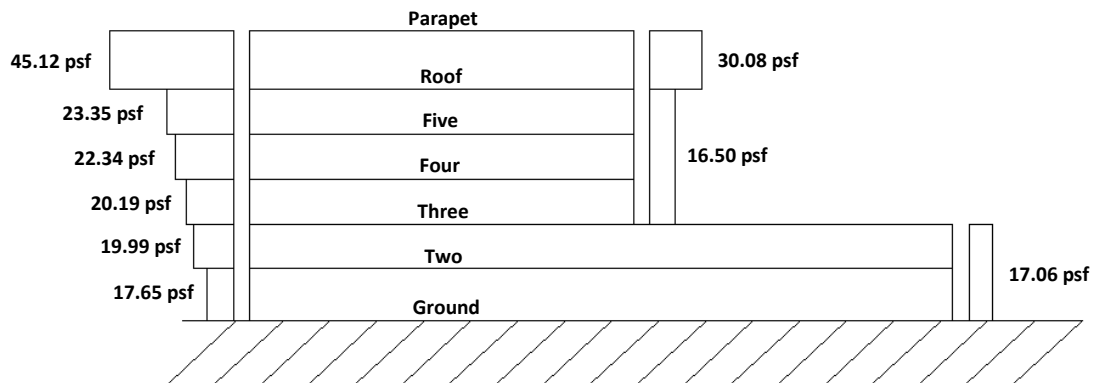 Parapet
45.12 psf
30.08 psf
Roof
23.35 psf
Five
22.34 psf
16.50 psf
Four
20.19 psf
Three
19.99 psf
Two
17.06 psf
17.65 psf
Ground